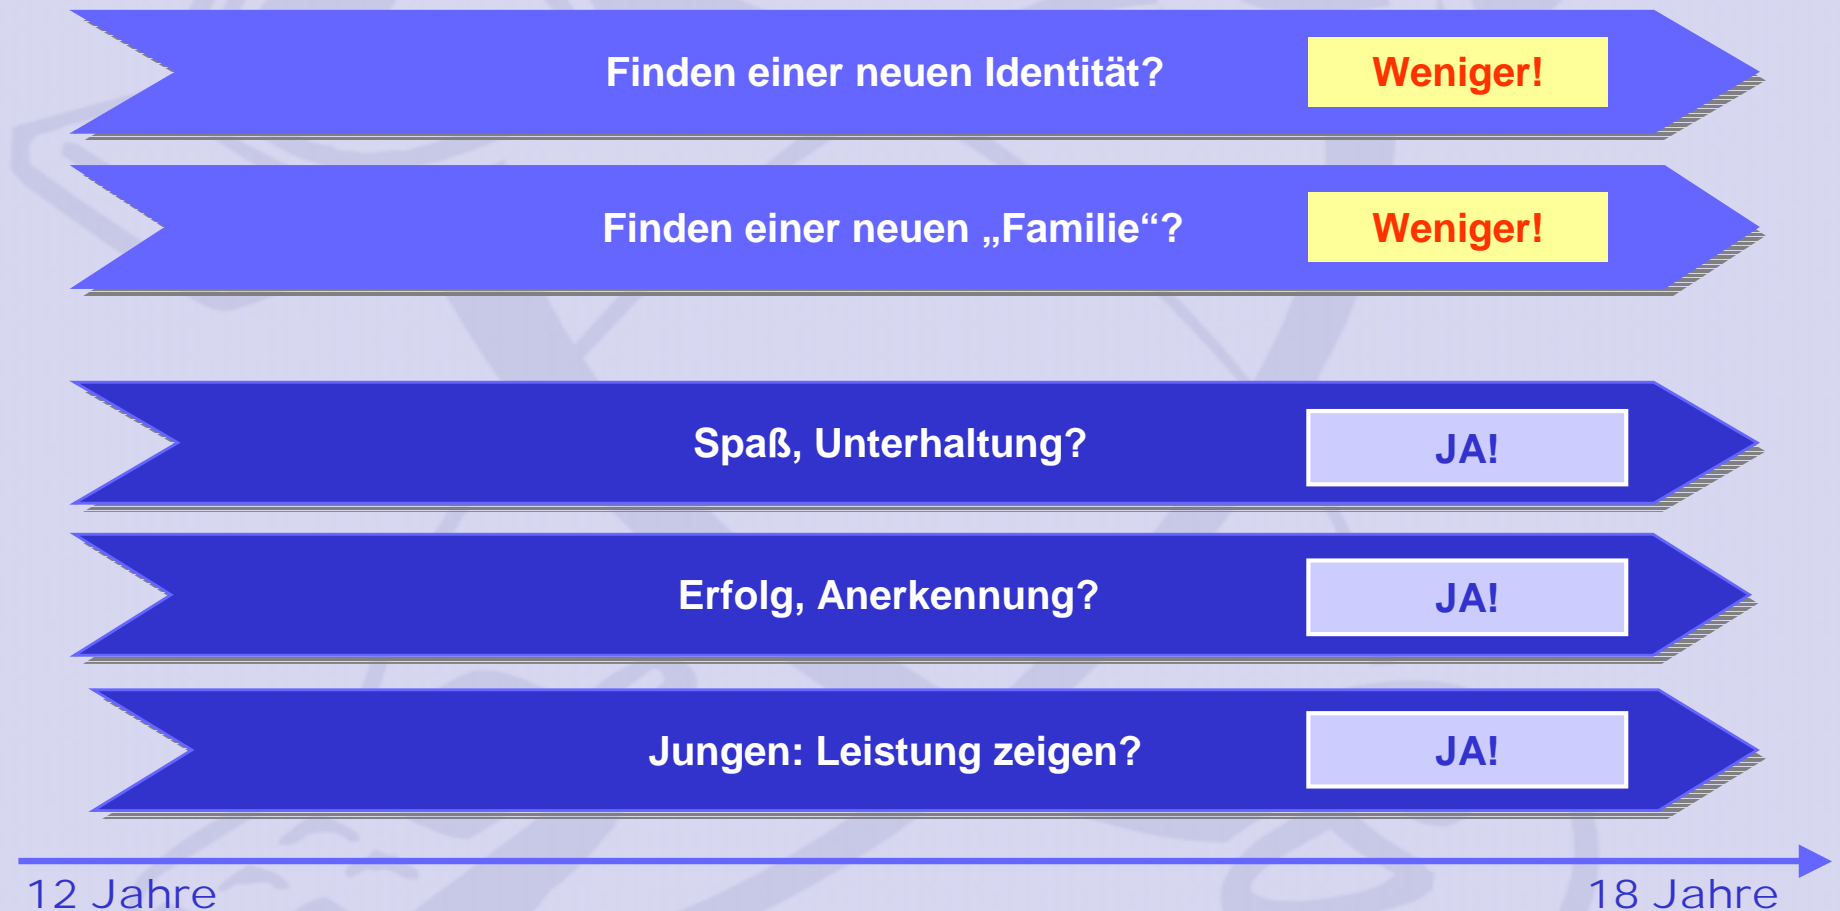 Finden einer neuen Identität? Weniger!
Finden einer neuen „Familie“? Weniger!
Spaß, Unterhaltung? JA!
Erfolg, Anerkennung? JA!
Jungen: Leistung zeigen? JA!
12 Jahre 18 Jahre